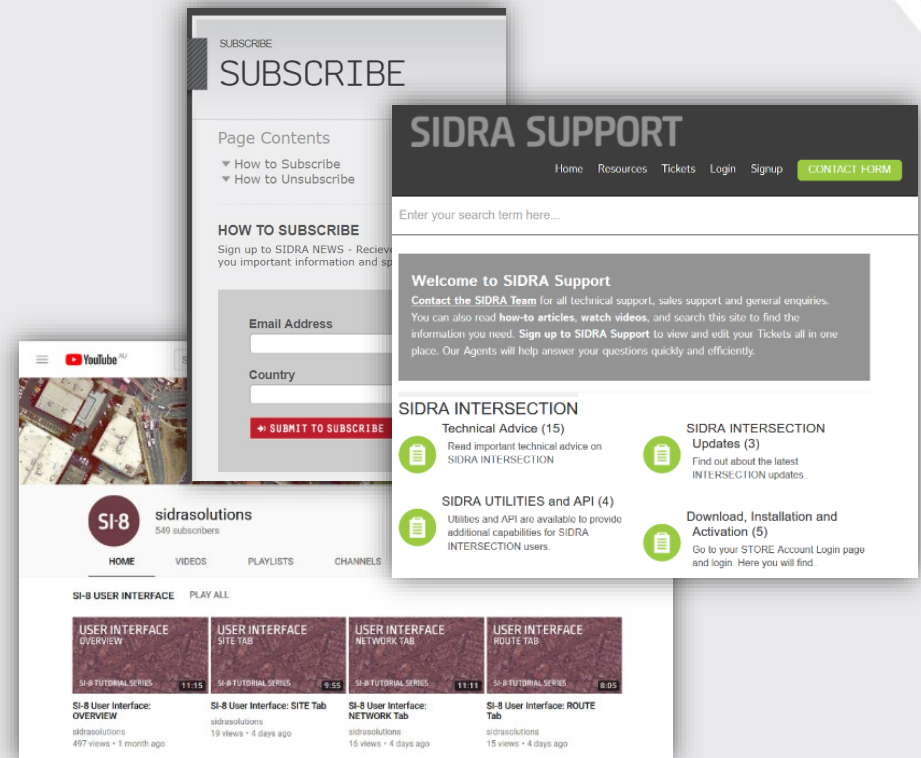 SUBSCRIBE
SUBSCRIBE
Page Contents
How to Subscribe
How to Unsubscribe
HOW TO SUBSCRIBE
Sign up to SIDRA NEWS - Recieve
you important information and sp
Email Address
Country
SUBMIT TO SUBSCRIBE
SIDRA SUPPORT
Home Resources Tickets Login Signup CONTACT FORM
Enter your search term here...
Welcome to SIDRA Support
Contact the SIDRA Team for all technical support, sales support and general enquiries.
You can also read how-to articles, watch videos, and search this site to find the
information you need. Sign up to SIDRA Support to view and edit your Tickets all in one
place. Our Agents will help answer your questions quickly and efficiently.
SIDRA INTERSECTION
Technical Advice (15)
Read important technical advice on
SIDRA INTERSECTION
SIDRA INTERSECTION
Updates (3)
Find out about the latest
INTERSECTION updates..
SIDRA UTILITIES and API (4)
Utilities and API are available to provide
additional capabilities for SIDRA
INTERSECTION users.
Download, Installation and
Activation (5)
Go to your STORE Account Login page
and login. Here you will find..
YouTube AU
S
SI-8
sidrasolutions
549 subscribers
HOME VIDEOS PLAYLISTS CHANNELS
SI-8 USER INTERFACE PLAY ALL
USER INTERFACE
OVERVIEW
SI-8 TUTORIAL SERIES 11:15
SI-8 User Interface:
OVERVIEW
sidrasolutions
497 views • 1 month ago
USER INTERFACE
SITE TAB
SI-8 TUTORIAL SERIES 9:55
SI-8 User Interface: SITE Tab
sidrasolutions
19 views • 4 days ago
USER INTERFACE
NETWORK TAB
SI-8 TUTORIAL SERIES 11:11
SI-8 User Interface:
NETWORK Tab
sidrasolutions
16 views • 4 days ago
USER INTERFACE
ROUTE TAB
SI-8 TUTORIAL SERIES 8:05
SI-8 User Interface: ROUTE
Tab
sidrasolutions
15 views • 4 days ago